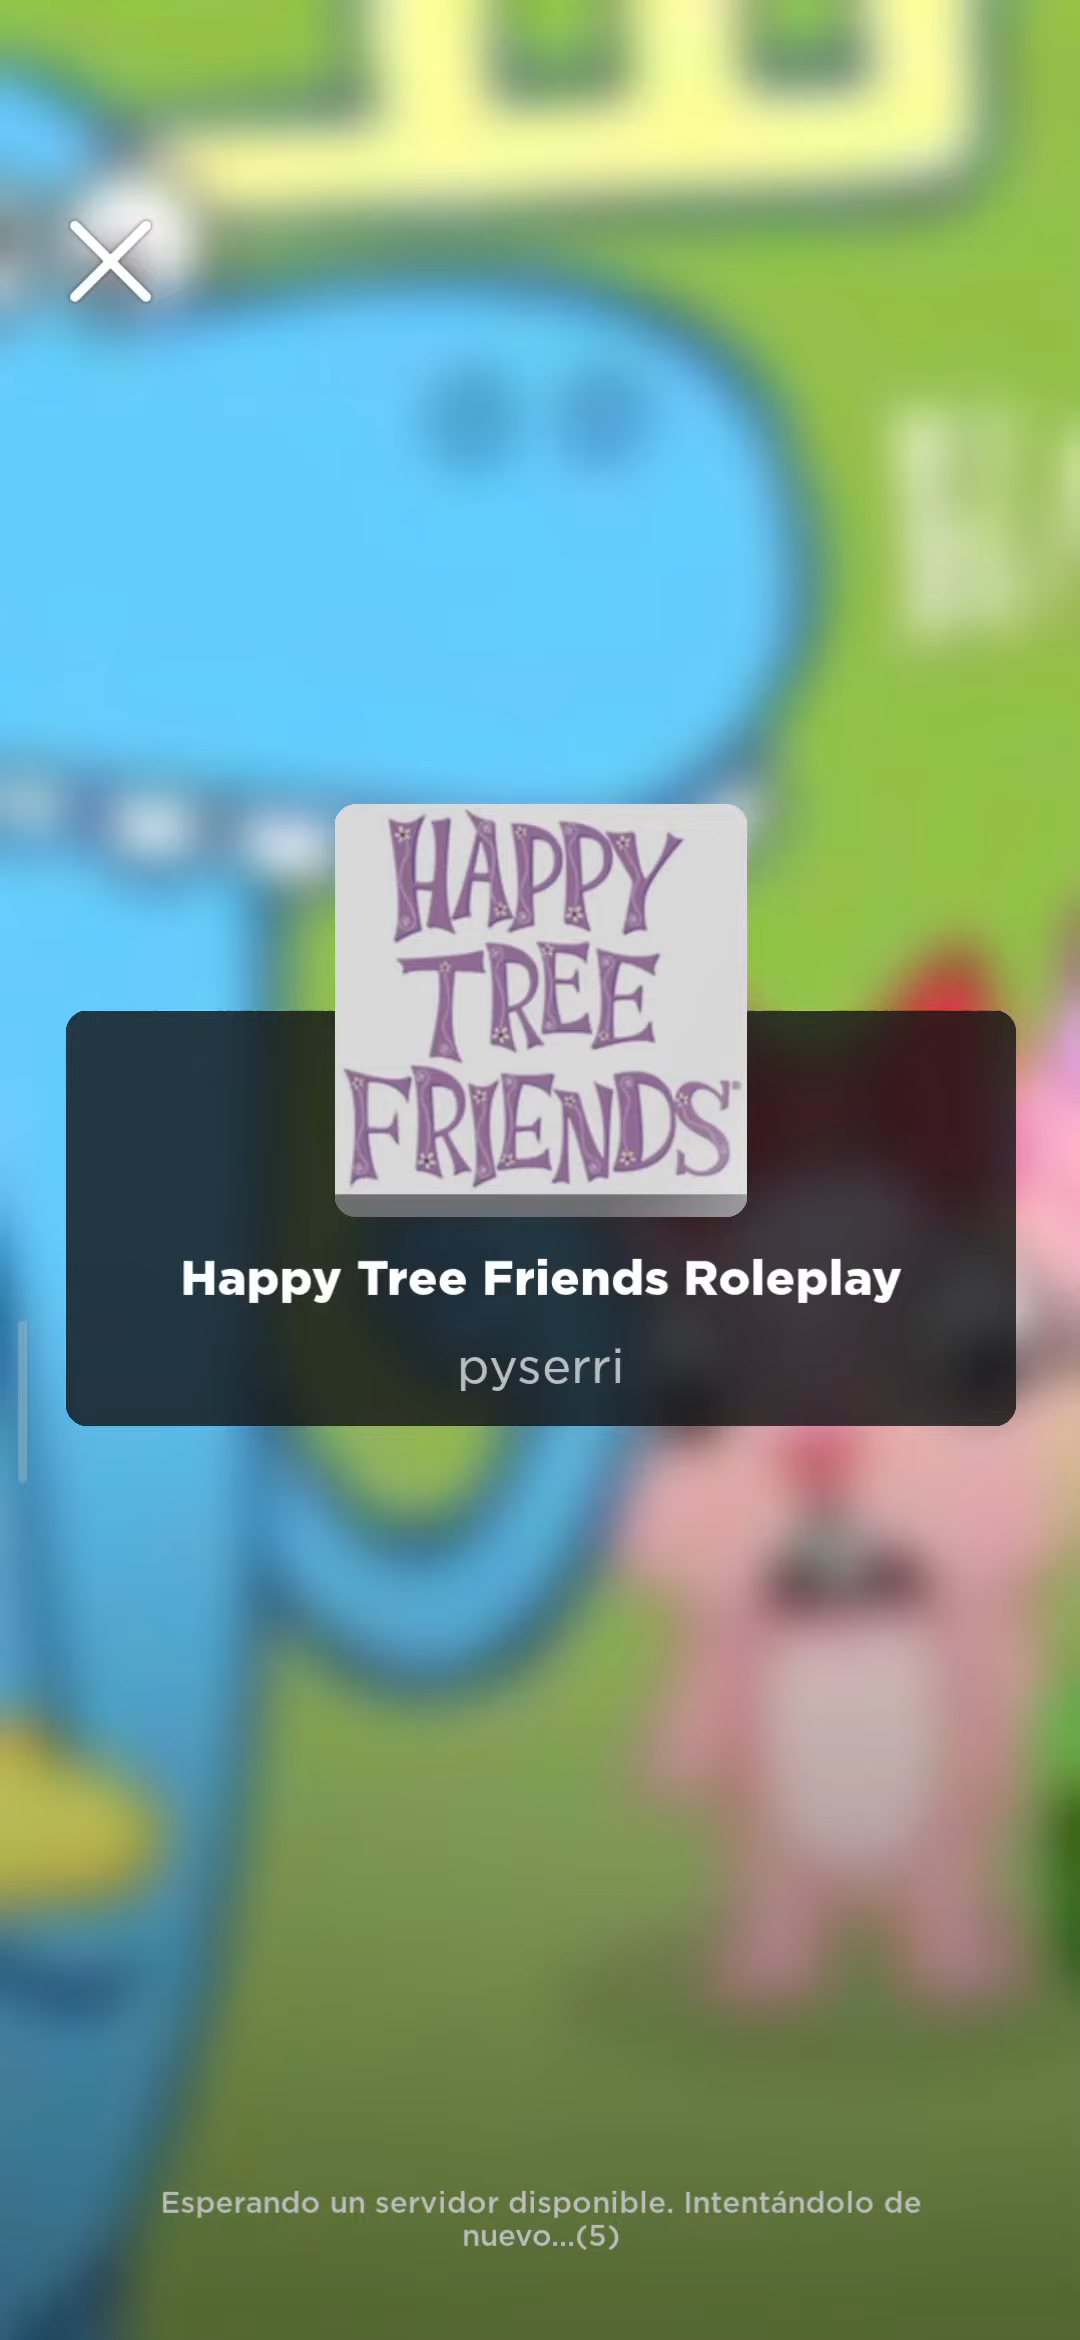 HAPPY
TREE
FRIENDS
Happy Tree Friends Roleplay
pyserri
Esperando un servidor disponible. Intentándolo de
nuevo...(5)